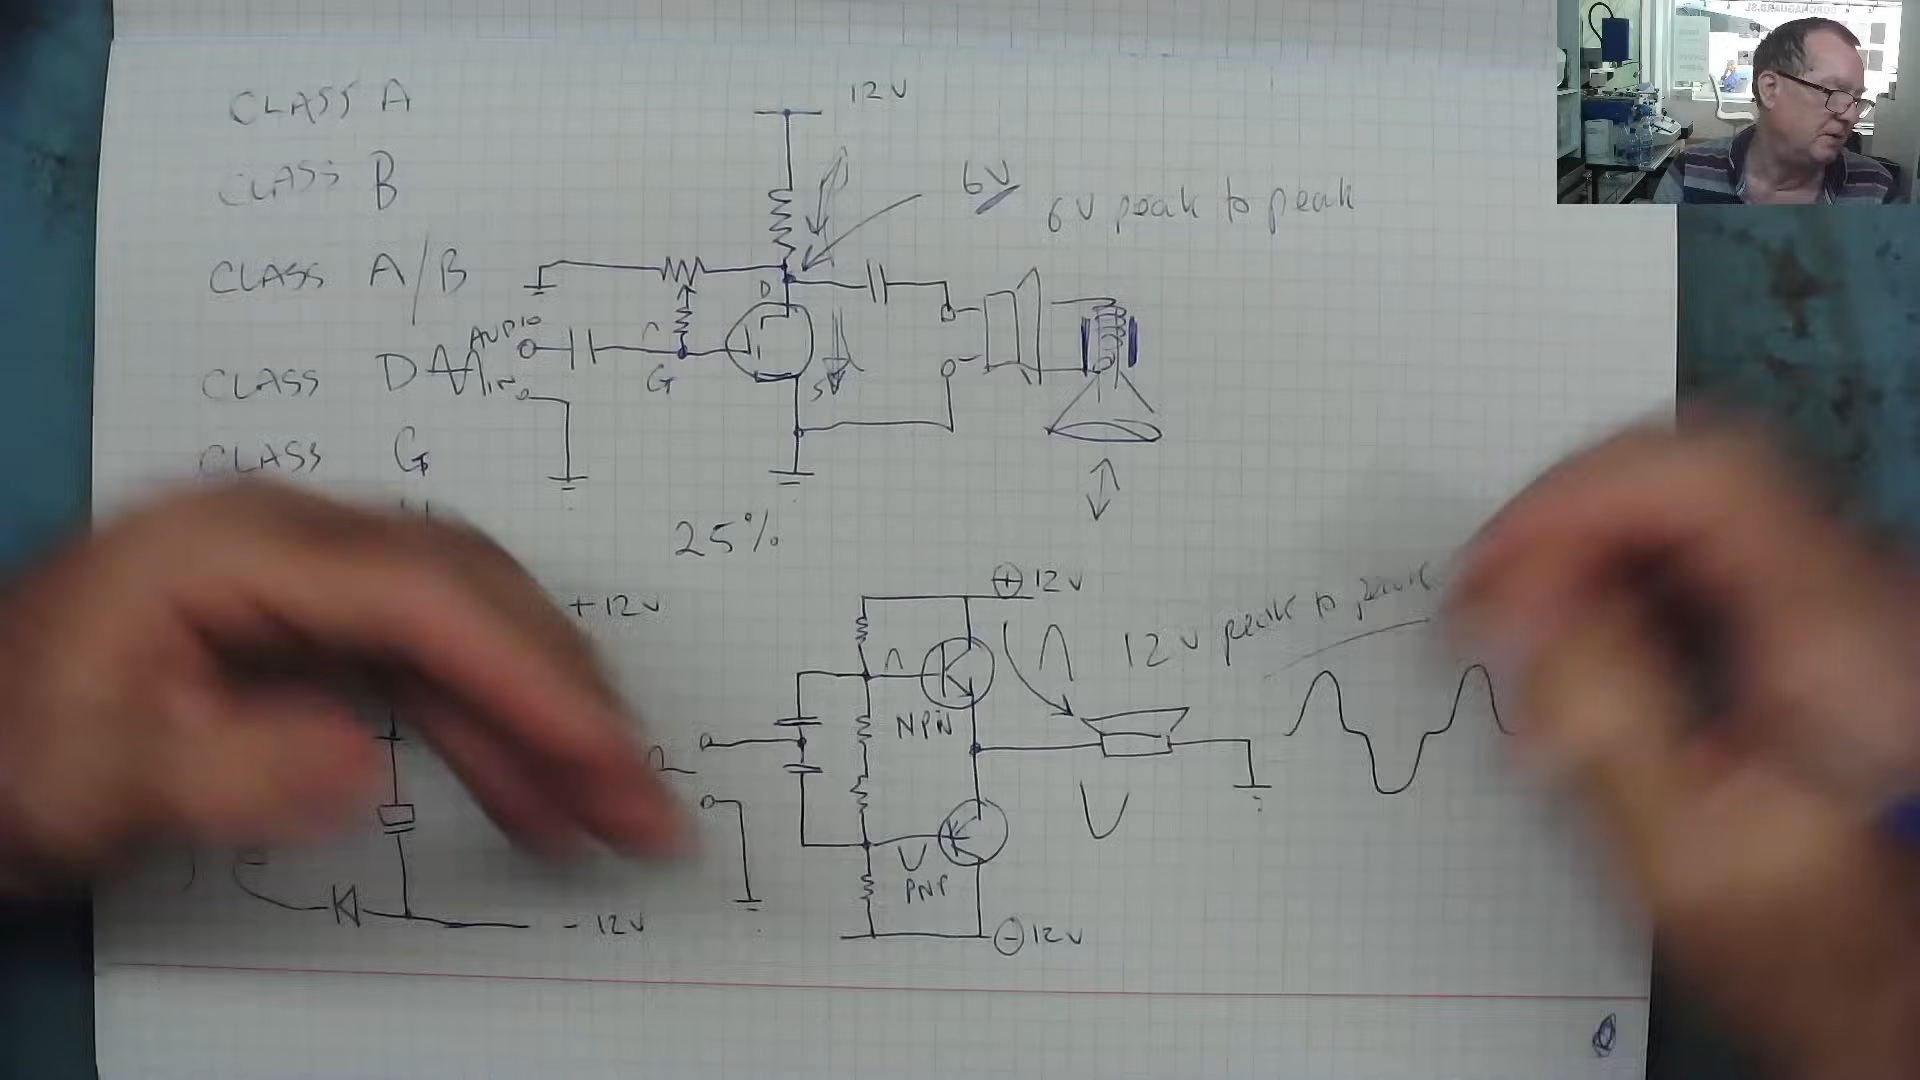 CLASS A
CLASS B
CLASS A/B
CLASS D
CLASS G
12V
6V
6V peak to peak
AUDIO
IN
D
G
S
25%
+12V
-12V
+ 12V
12V peak to peak
NPN
PNP
- 12V